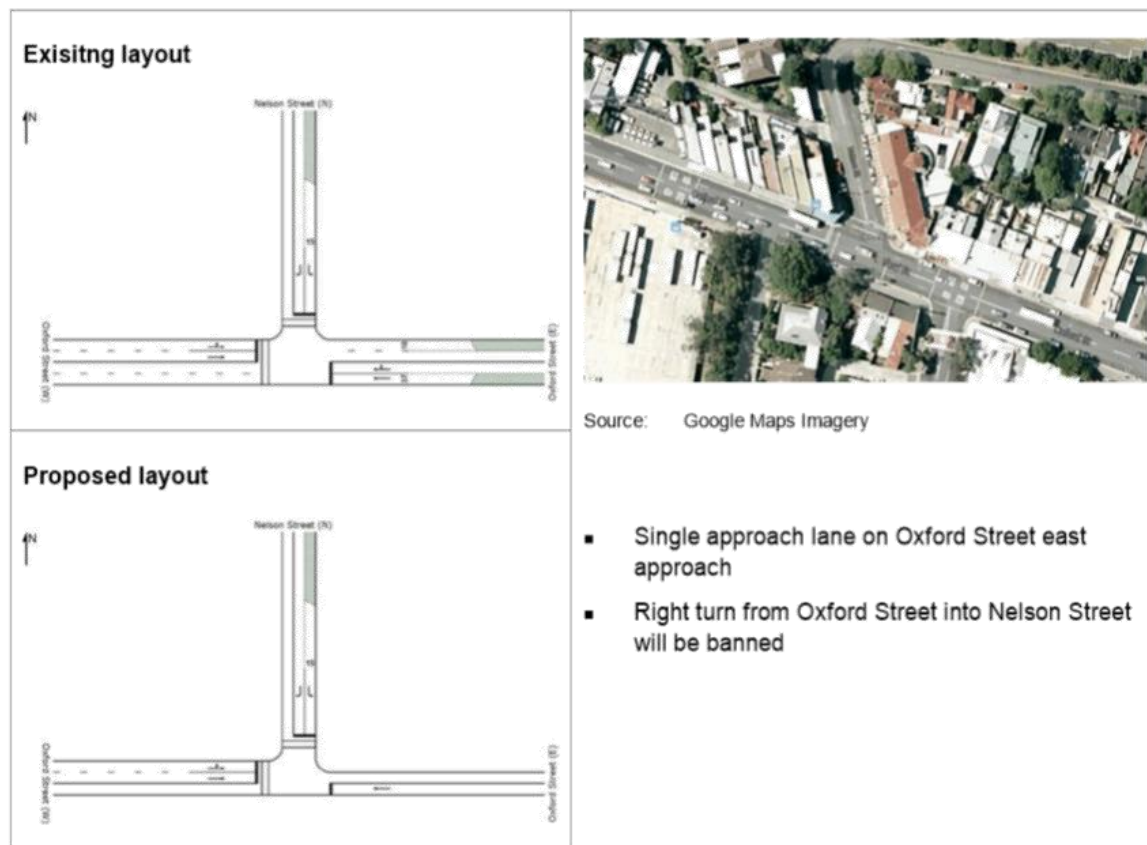 Exisitng layout
N
Nelson Street (N)
Oxford Street (W)
Oxford Street (E)
Source: Google Maps Imagery
Proposed layout
N
Nelson Street (N)
Oxford Street (W)
Oxford Street (E)
Single approach lane on Oxford Street east
approach
Right turn from Oxford Street into Nelson Street
will be banned